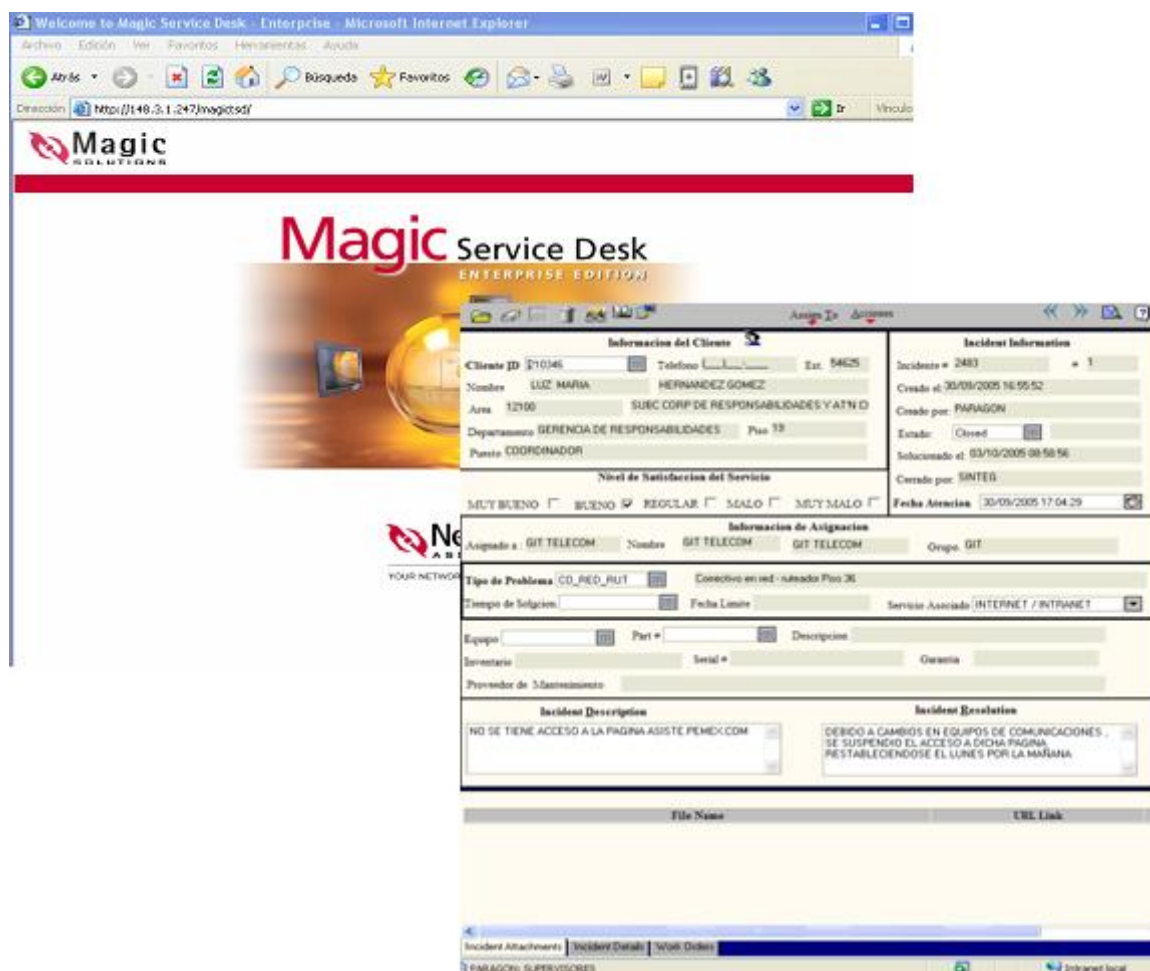 Welcome to Magic Service Desk - Enterprise - Microsoft Internet Explorer
Archivo Edición Ver Favoritos Herramientas Ayuda
Atrás Búsqueda Favoritos
Dirección http://148.3.1.247/magictsd/ Ir Vínculo
Magic
SOLUTIONS
Magic Service Desk
ENTERPRISE EDITION
Ne
YOUR NETWOR
Assign To Acciones
Informacion del Cliente
Cliente ID 210346 Telefono Ext. 54625
Nombre LUZ MARIA HERNANDEZ GOMEZ
Area 12100 SUBC CORP DE RESPONSABILIDADES Y ATN C
Departamento GERENCIA DE RESPONSABILIDADES Piso 19
Puesto COORDINADOR
Incident Information
Incidente # 2483 = 1
Creado el: 30/09/2005 16:55:52
Creado por: PARAGON
Estado: Closed
Solucionado el: 03/10/2005 08:58:56
Cerrado por: SINTEG
Fecha Atencion 30/09/2005 17:04:29
Nivel de Satisfaccion del Servicio
MUY BUENO BUENO REGULAR MALO MUY MALO
Informacion de Asignacion
Asignado a : GIT TELECOM Nombre GIT TELECOM GIT TELECOM Grupo. GIT
Tipo de Problema CO_RED_RUT Correctivo en red - ruteador Piso 36
Tiempo de Solucion Fecha Limite Servicio Asociado INTERNET / INTRANET
Equipo Part # Descripcion
Inventario Serial # Garantia
Proveedor de Mantenimiento
Incident Description
NO SE TIENE ACCESO A LA PAGINA ASISTE.PEMEX.COM
Incident Resolution
DEBIDO A CAMBIOS EN EQUIPOS DE COMUNICACIONES ,
SE SUSPENDIO EL ACCESO A DICHA PAGINA,
RESTABLECIENDOSE EL LUNES POR LA MAÑANA
File Name URL Link
Incident Attachments Incident Details Work Orders
PARAGON: SUPERVISORES Intranet local